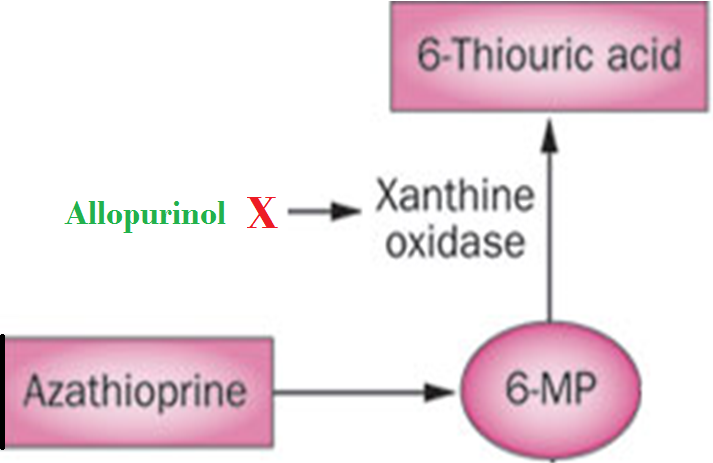 6-Thiouric acid
Allopurinol X
Xanthine
oxidase
Azathioprine
6-MP